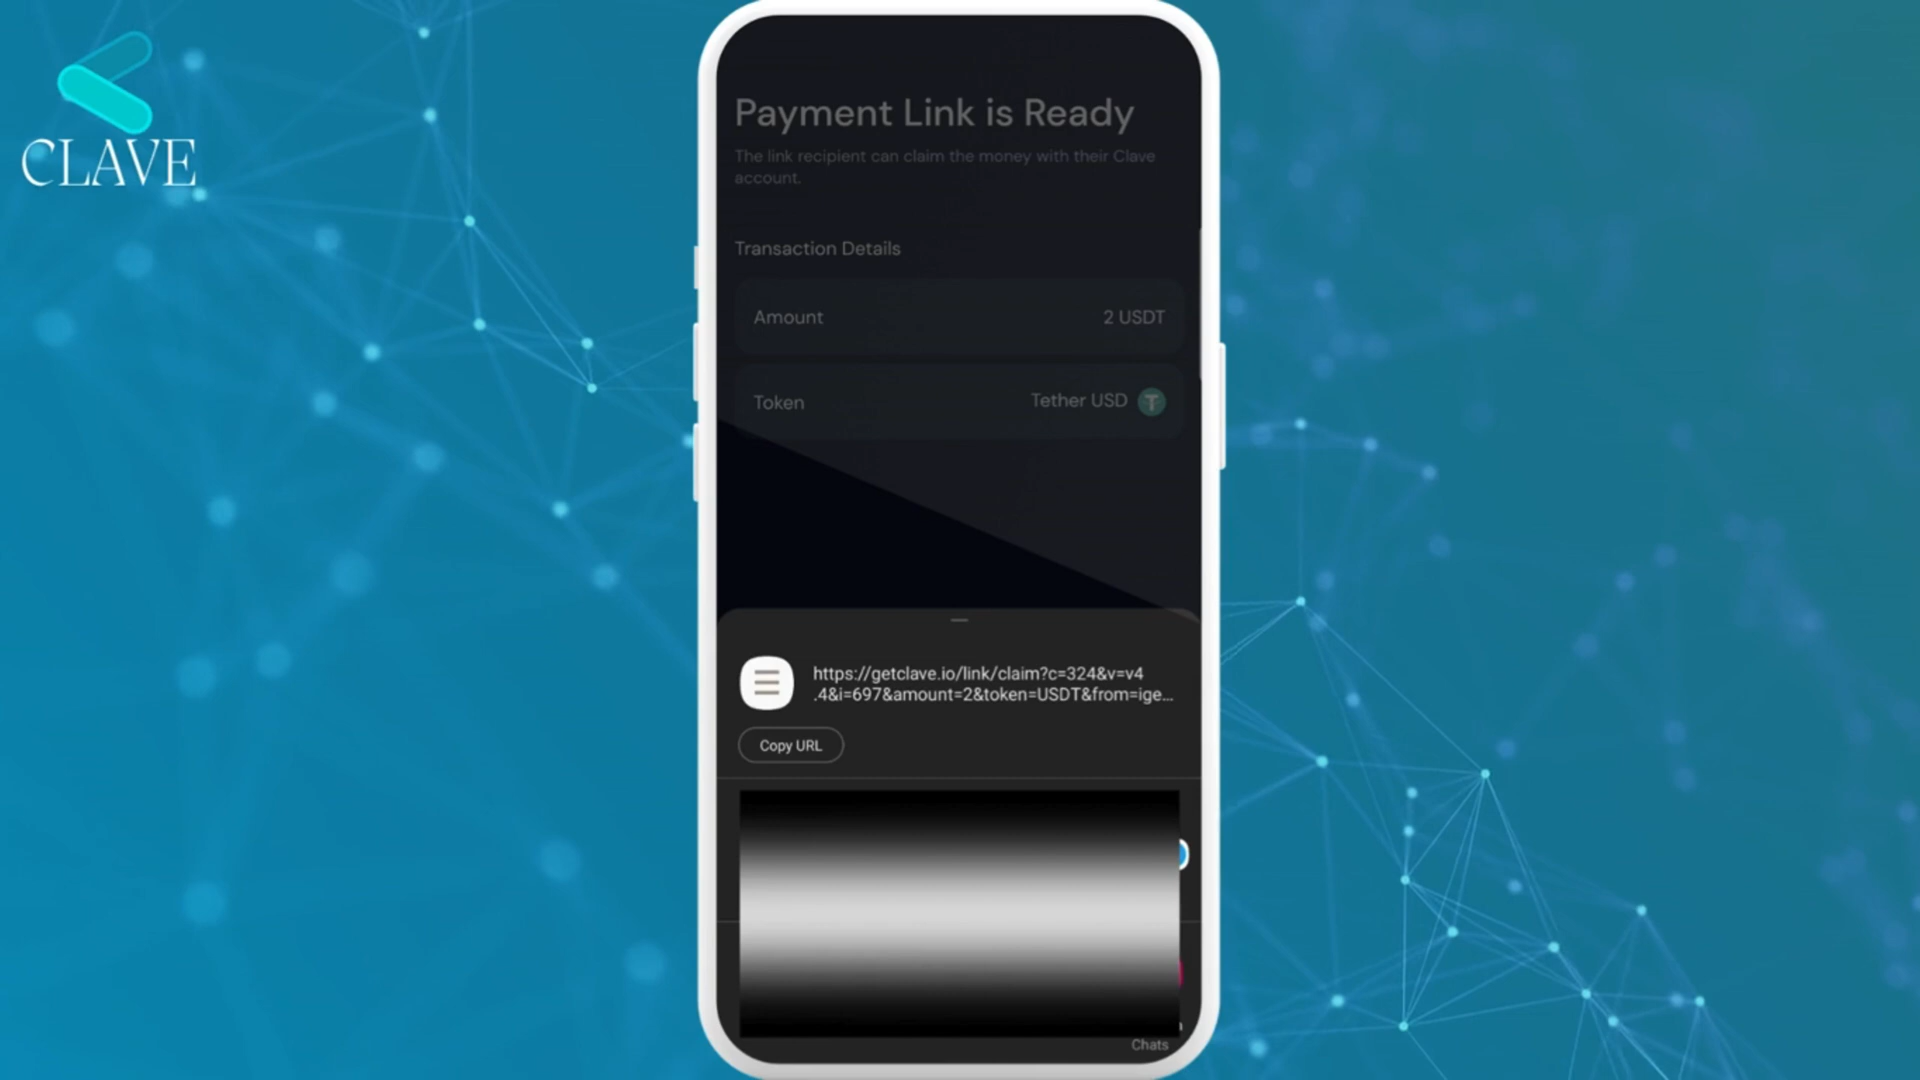 CLAVE
Payment Link is Ready
The link recipient can claim the money with their Clave
account.
Transaction Details
Amount 2 USDT
Token Tether USD
https://getclave.io/link/claim?c=324&v=v4
.4&i=697&amount=2&token=USDT&from=ige...
Copy URL
Chats